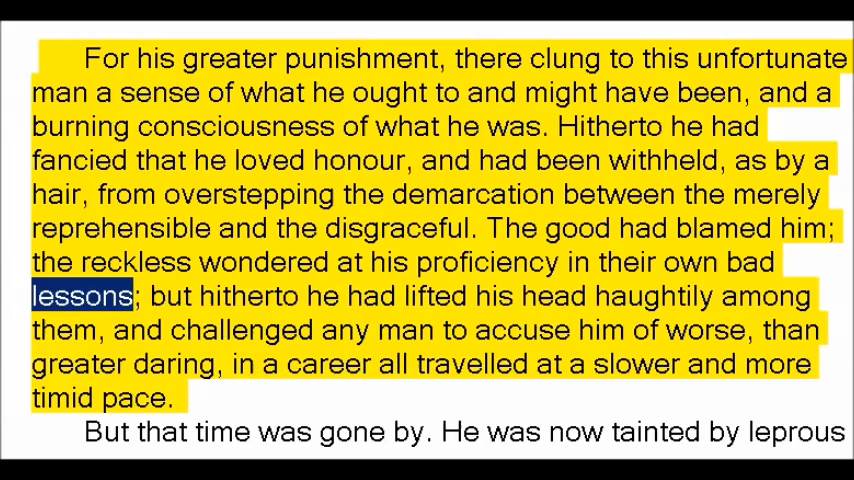 For his greater punishment, there clung to this unfortunate
man a sense of what he ought to and might have been, and a
burning consciousness of what he was. Hitherto he had
fancied that he loved honour, and had been withheld, as by a
hair, from overstepping the demarcation between the merely
reprehensible and the disgraceful. The good had blamed him;
the reckless wondered at his proficiency in their own bad
lessons; but hitherto he had lifted his head haughtily among
them, and challenged any man to accuse him of worse, than
greater daring, in a career all travelled at a slower and more
timid pace.
But that time was gone by. He was now tainted by leprous